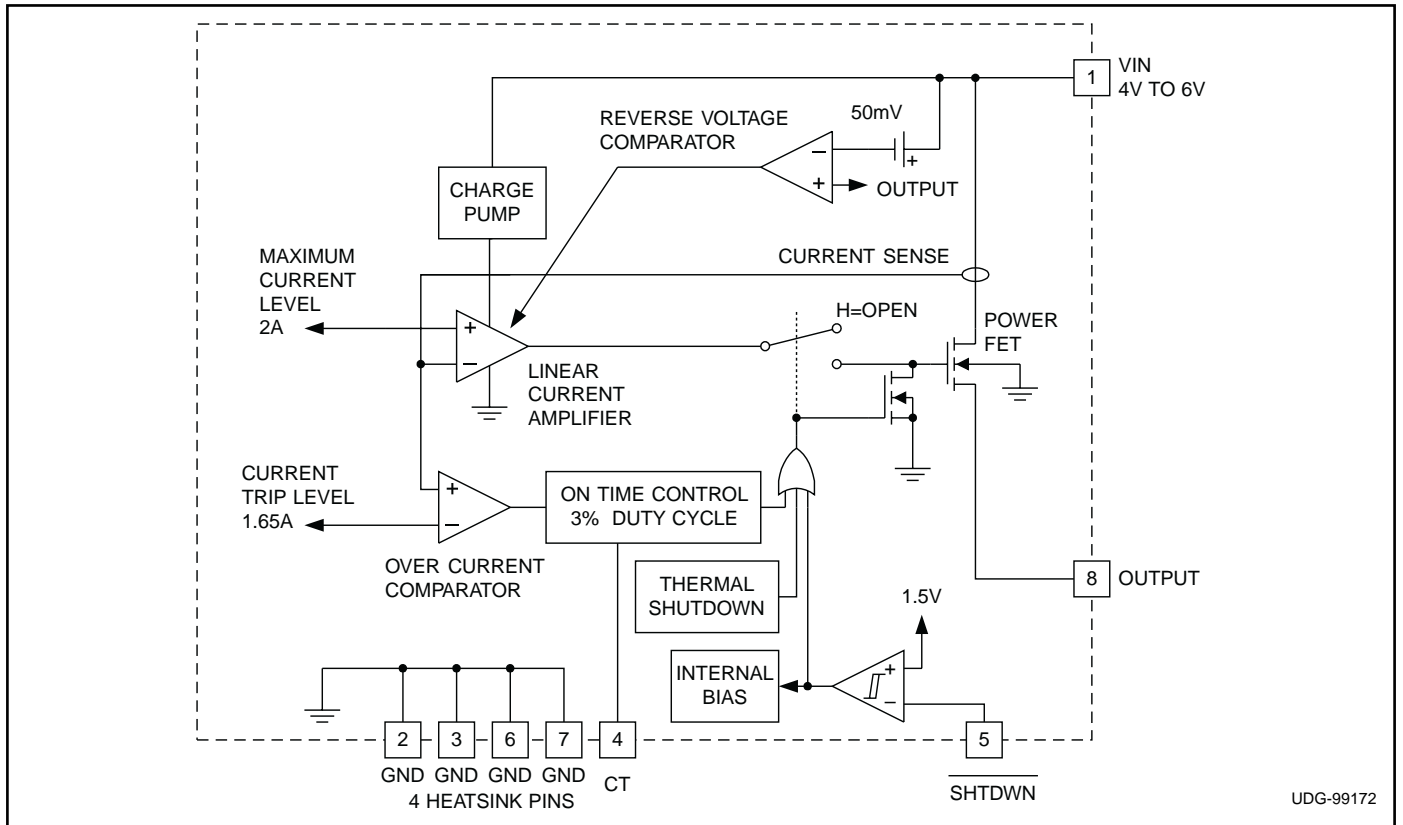 1
VIN
4V TO 6V
50mV
REVERSE VOLTAGE
COMPARATOR
−
+
+
OUTPUT
CHARGE
PUMP
CURRENT SENSE
MAXIMUM
CURRENT
LEVEL
2A
+
−
H=OPEN
POWER
FET
LINEAR
CURRENT
AMPLIFIER
CURRENT
TRIP LEVEL
1.65A
+
−
ON TIME CONTROL
3% DUTY CYCLE
OVER CURRENT
COMPARATOR
THERMAL
SHUTDOWN
8
OUTPUT
1.5V
INTERNAL
BIAS
+
−
2
3
6
7
4
5
GND GND GND GND
CT
4 HEATSINK PINS
SHTDWN
UDG-99172